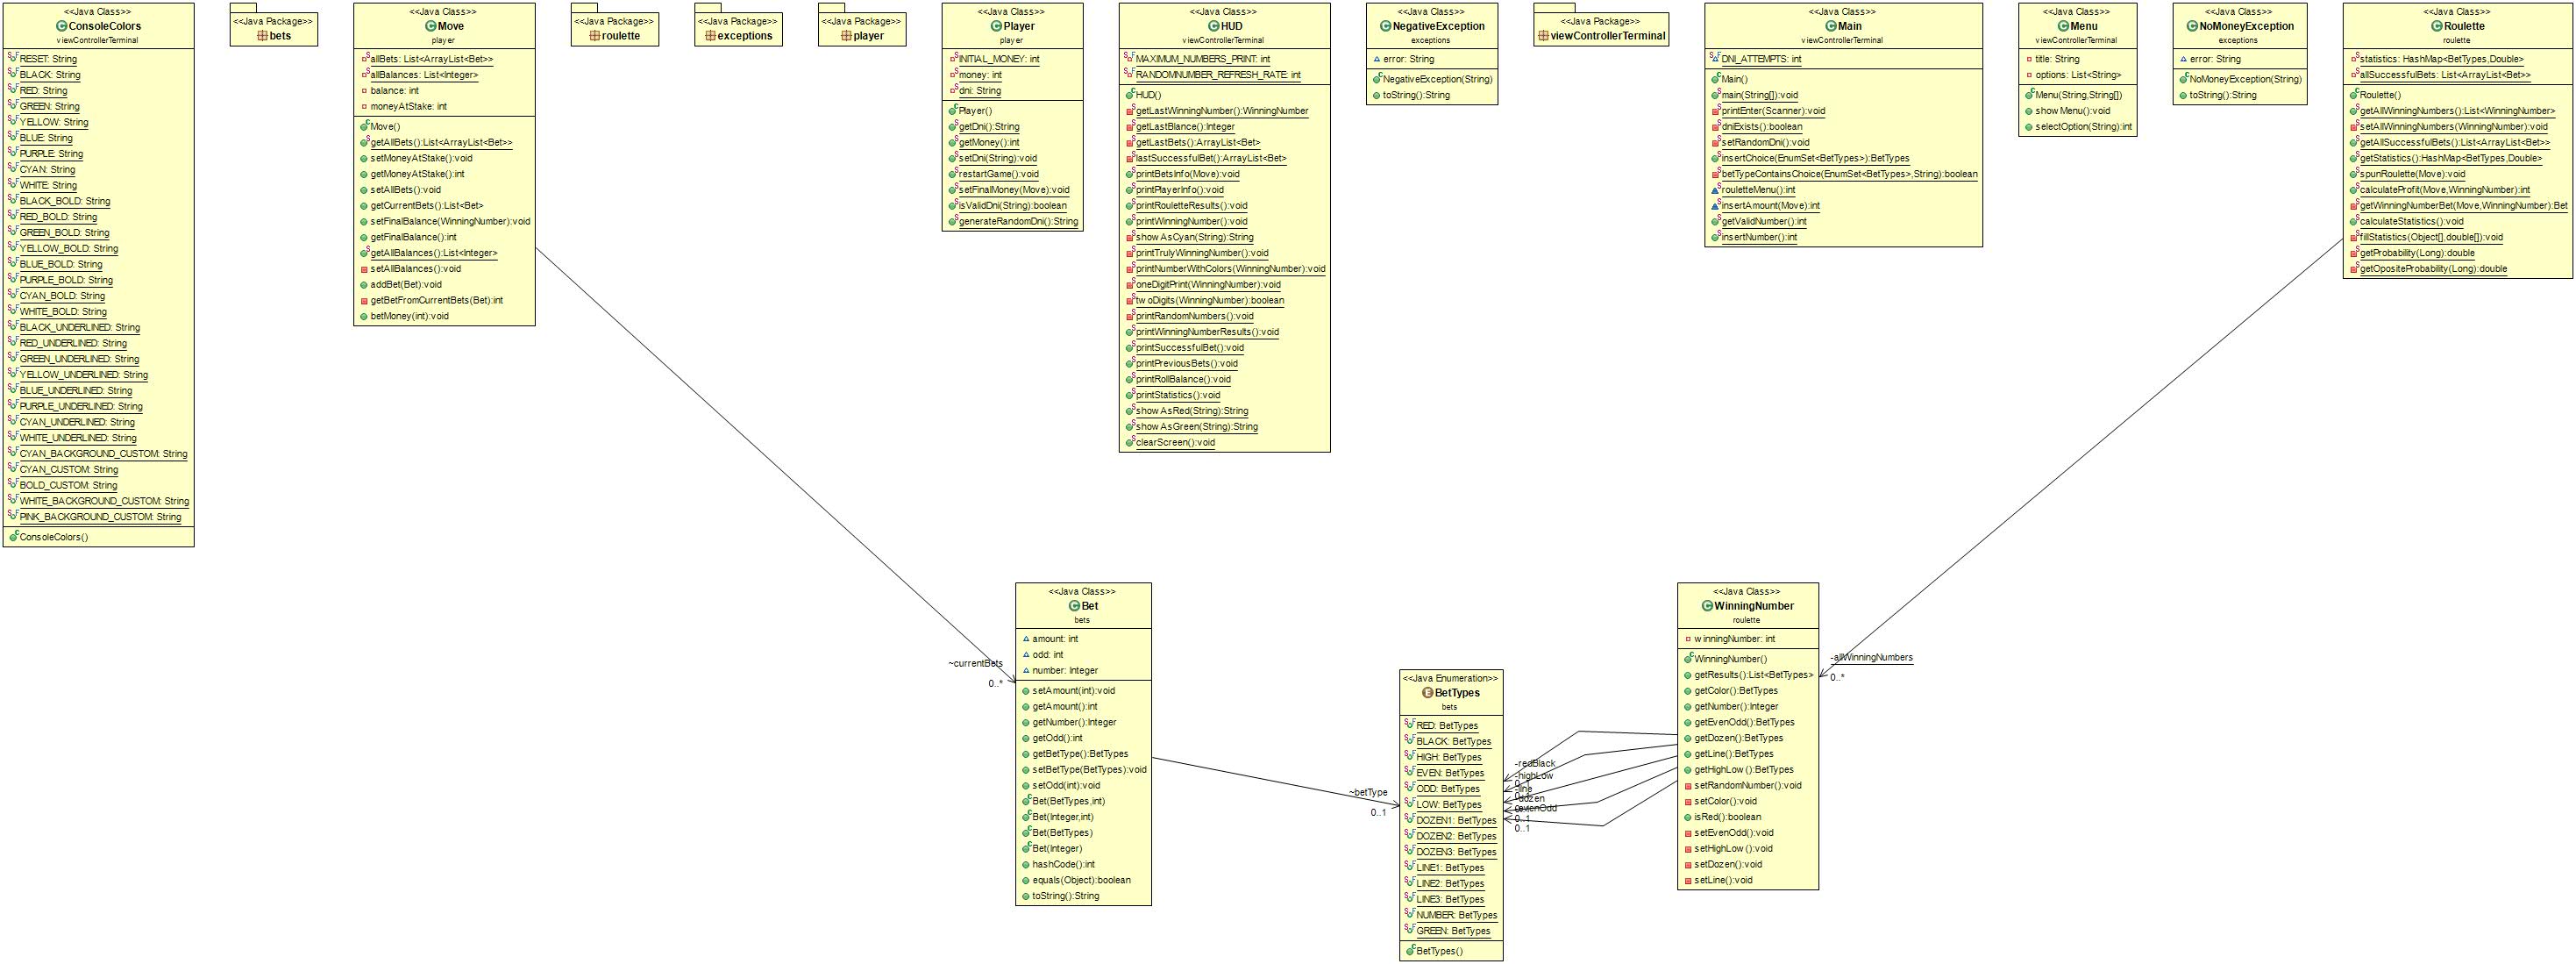 <<Java Class>>
ConsoleColors
viewControllerTerminal
RESET: String
BLACK: String
RED: String
GREEN: String
YELLOW: String
BLUE: String
PURPLE: String
CYAN: String
WHITE: String
BLACK_BOLD: String
RED_BOLD: String
GREEN_BOLD: String
YELLOW_BOLD: String
BLUE_BOLD: String
PURPLE_BOLD: String
CYAN_BOLD: String
WHITE_BOLD: String
BLACK_UNDERLINED: String
RED_UNDERLINED: String
GREEN_UNDERLINED: String
YELLOW_UNDERLINED: String
BLUE_UNDERLINED: String
PURPLE_UNDERLINED: String
CYAN_UNDERLINED: String
WHITE_UNDERLINED: String
CYAN_BACKGROUND_CUSTOM: String
CYAN_CUSTOM: String
BOLD_CUSTOM: String
WHITE_BACKGROUND_CUSTOM: String
PINK_BACKGROUND_CUSTOM: String
ConsoleColors()
<<Java Package>>
bets
<<Java Class>>
Move
player
allBets: List<ArrayList<Bet>>
allBalances: List<Integer>
balance: int
moneyAtStake: int
Move()
getAllBets():List<ArrayList<Bet>>
setMoneyAtStake():void
getMoneyAtStake():int
setAllBets():void
getCurrentBets():List<Bet>
setFinalBalance(WinningNumber):void
getFinalBalance():int
getAllBalances():List<Integer>
setAllBalances():void
addBet(Bet):void
getBetFromCurrentBets(Bet):int
betMoney(int):void
<<Java Package>>
roulette
<<Java Package>>
exceptions
<<Java Package>>
player
<<Java Class>>
Player
player
INITIAL_MONEY: int
money: int
dni: String
Player()
getDni():String
getMoney():int
setDni(String):void
restartGame():void
setFinalMoney(Move):void
isValidDni(String):boolean
generateRandomDni():String
<<Java Class>>
HUD
viewControllerTerminal
MAXIMUM_NUMBERS_PRINT: int
RANDOMNUMBER_REFRESH_RATE: int
HUD()
getLastWinningNumber():WinningNumber
getLastBlance():Integer
getLastBets():ArrayList<Bet>
lastSuccessfulBet():ArrayList<Bet>
printBetsInfo(Move):void
printPlayerInfo():void
printRouletteResults():void
printWinningNumber():void
showAsCyan(String):String
printTrulyWinningNumber():void
printNumberWithColors(WinningNumber):void
oneDigitPrint(WinningNumber):void
twoDigits(WinningNumber):boolean
printRandomNumbers():void
printWinningNumberResults():void
printSuccessfulBet():void
printPreviousBets():void
printRollBalance():void
printStatistics():void
showAsRed(String):String
showAsGreen(String):String
clearScreen():void
<<Java Class>>
NegativeException
exceptions
error: String
NegativeException(String)
toString():String
<<Java Package>>
viewControllerTerminal
<<Java Class>>
Main
viewControllerTerminal
DNI_ATTEMPTS: int
Main()
main(String[]):void
printEnter(Scanner):void
dniExists():boolean
setRandomDni():void
insertChoice(EnumSet<BetTypes>):BetTypes
betTypeContainsChoice(EnumSet<BetTypes>,String):boolean
rouletteMenu():int
insertAmount(Move):int
getValidNumber():int
insertNumber():int
<<Java Class>>
Menu
viewControllerTerminal
title: String
options: List<String>
Menu(String,String[])
showMenu():void
selectOption(String):int
<<Java Class>>
NoMoneyException
exceptions
error: String
NoMoneyException(String)
toString():String
<<Java Class>>
Roulette
roulette
statistics: HashMap<BetTypes,Double>
allSuccessfulBets: List<ArrayList<Bet>>
Roulette()
getAllWinningNumbers():List<WinningNumber>
setAllWinningNumbers(WinningNumber):void
getAllSuccessfulBets():List<ArrayList<Bet>>
getStatistics():HashMap<BetTypes,Double>
spunRoulette(Move):void
calculateProfit(Move,WinningNumber):int
getWinningNumberBet(Move,WinningNumber):Bet
calculateStatistics():void
fillStatistics(Object[],double[]):void
getProbability(Long):double
getOpositeProbability(Long):double
~currentBets
0..*
<<Java Class>>
Bet
bets
amount: int
odd: int
number: Integer
setAmount(int):void
getAmount():int
getNumber():Integer
getOdd():int
getBetType():BetTypes
setBetType(BetTypes):void
setOdd(int):void
Bet(BetTypes,int)
Bet(Integer,int)
Bet(BetTypes)
Bet(Integer)
hashCode():int
equals(Object):boolean
toString():String
~betType
0..1
<<Java Enumeration>>
BetTypes
bets
RED: BetTypes
BLACK: BetTypes
HIGH: BetTypes
EVEN: BetTypes
ODD: BetTypes
LOW: BetTypes
DOZEN1: BetTypes
DOZEN2: BetTypes
DOZEN3: BetTypes
LINE1: BetTypes
LINE2: BetTypes
LINE3: BetTypes
NUMBER: BetTypes
GREEN: BetTypes
BetTypes()
-redBlack
-highLow
-line
-dozen
-evenOdd
0..1
0..1
<<Java Class>>
WinningNumber
roulette
winningNumber: int
WinningNumber()
getResults():List<BetTypes>
getColor():BetTypes
getNumber():Integer
getEvenOdd():BetTypes
getDozen():BetTypes
getLine():BetTypes
getHighLow():BetTypes
setRandomNumber():void
setColor():void
isRed():boolean
setEvenOdd():void
setHighLow():void
setDozen():void
setLine():void
-allWinningNumbers
0..*